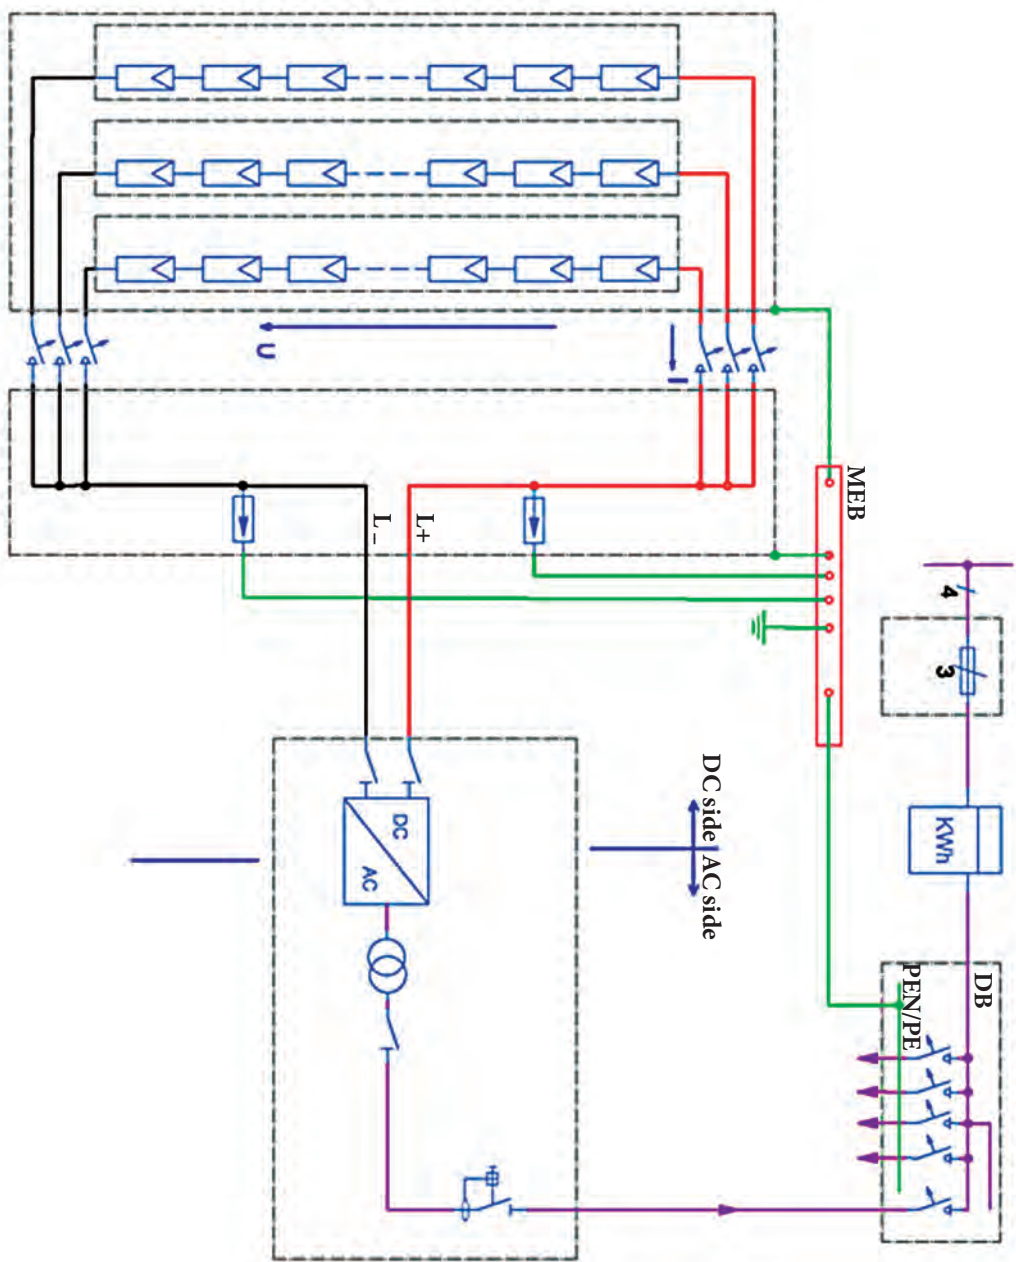 U
I
MEB
L+
L –
4
3
KWh
DC side
AC side
DC
AC
DB
PEN/PE